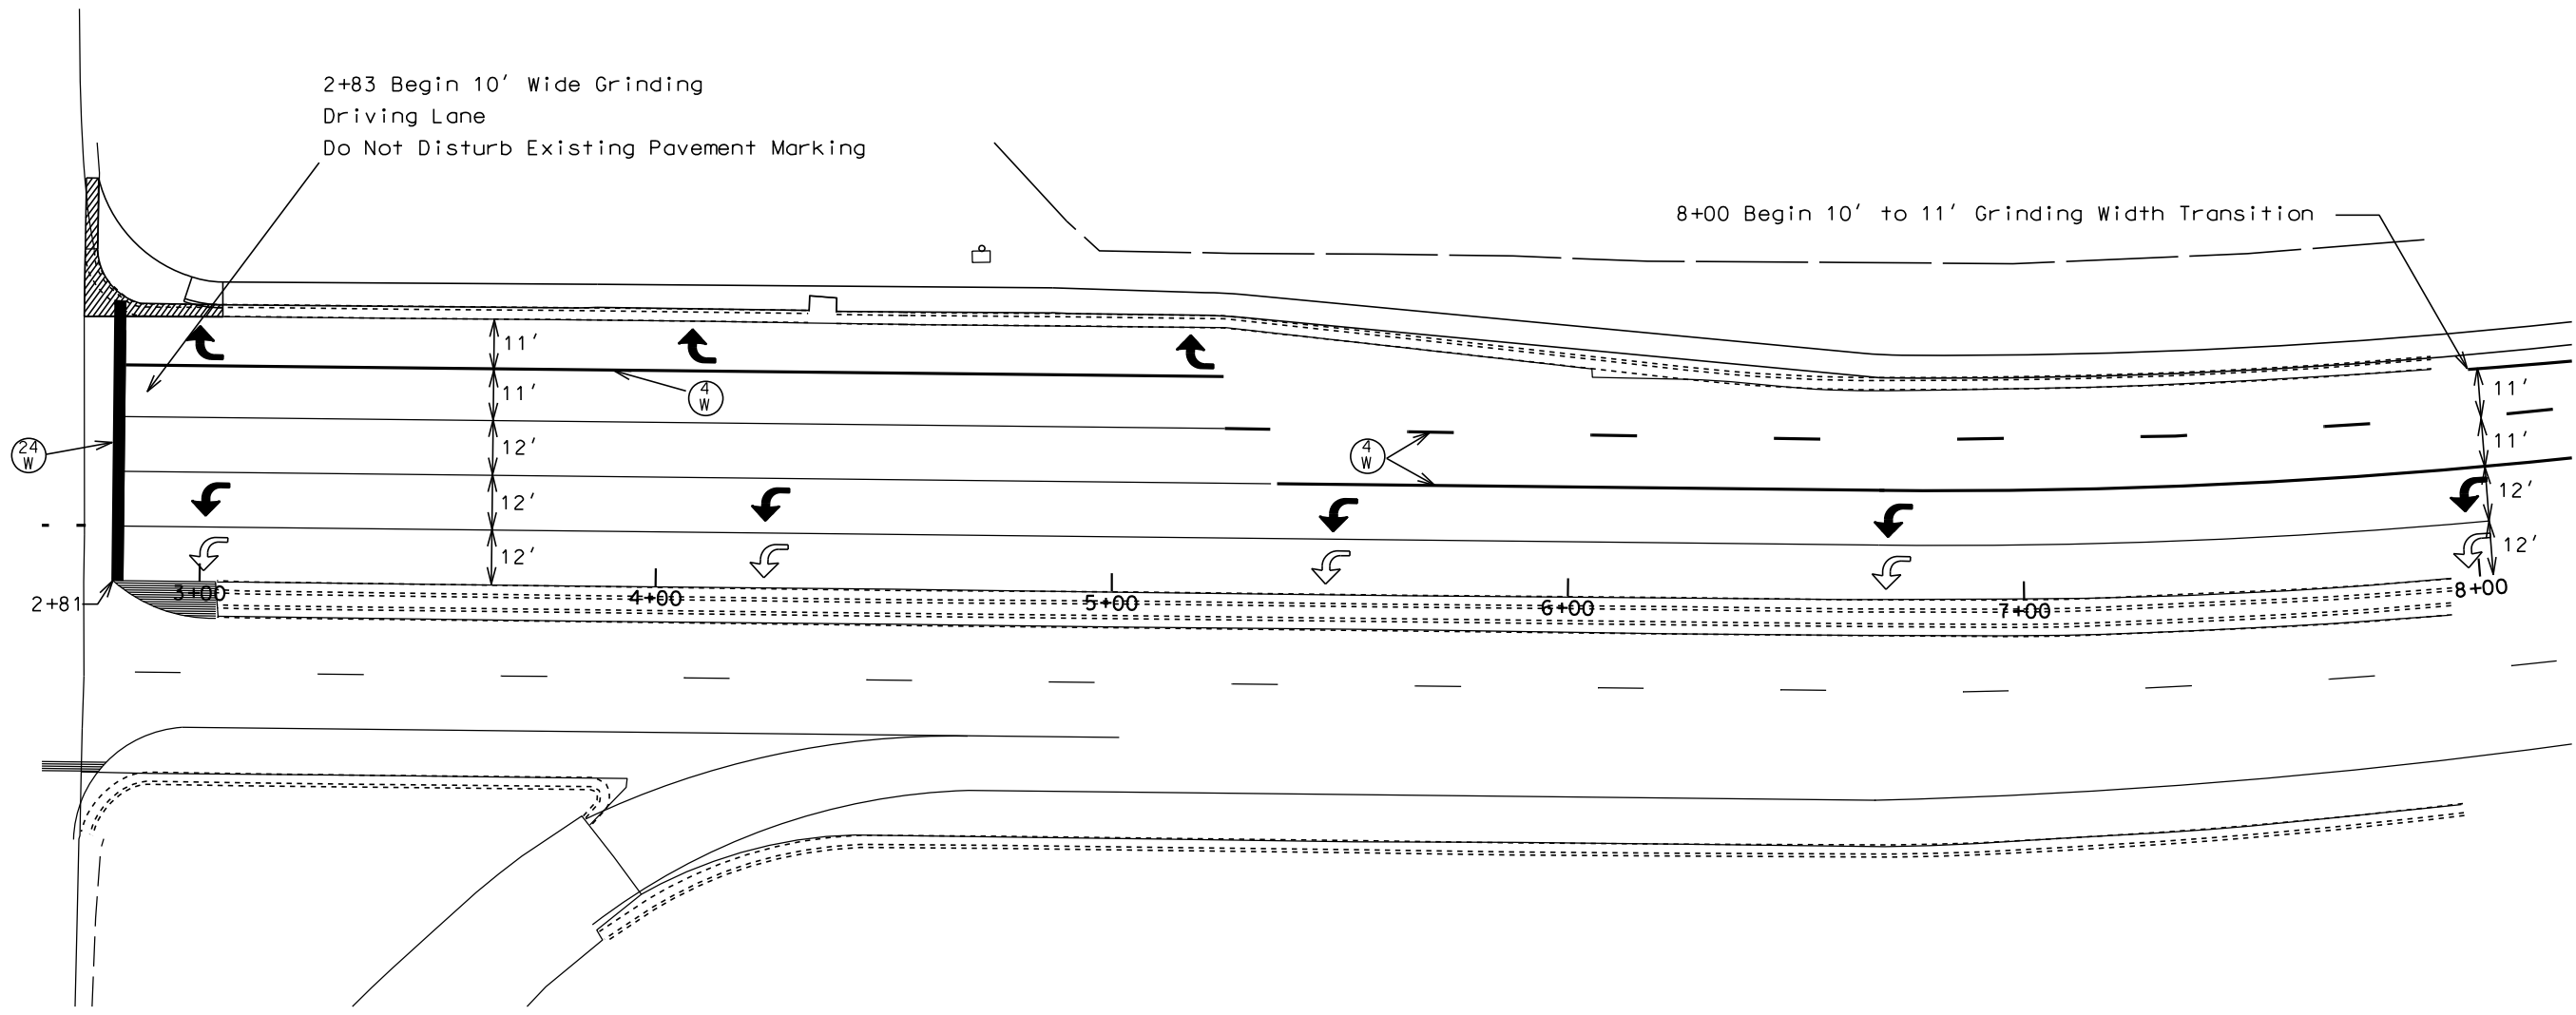 2+83 Begin 10' Wide Grinding
Driving Lane
Do Not Disturb Existing Pavement Marking
8+00 Begin 10' to 11' Grinding Width Transition
11'
11'
4
W
11'
11'
12'
24
W
4
W
12'
12'
12'
12'
2+81
3+00
4+00
5+00
6+00
7+00
8+00